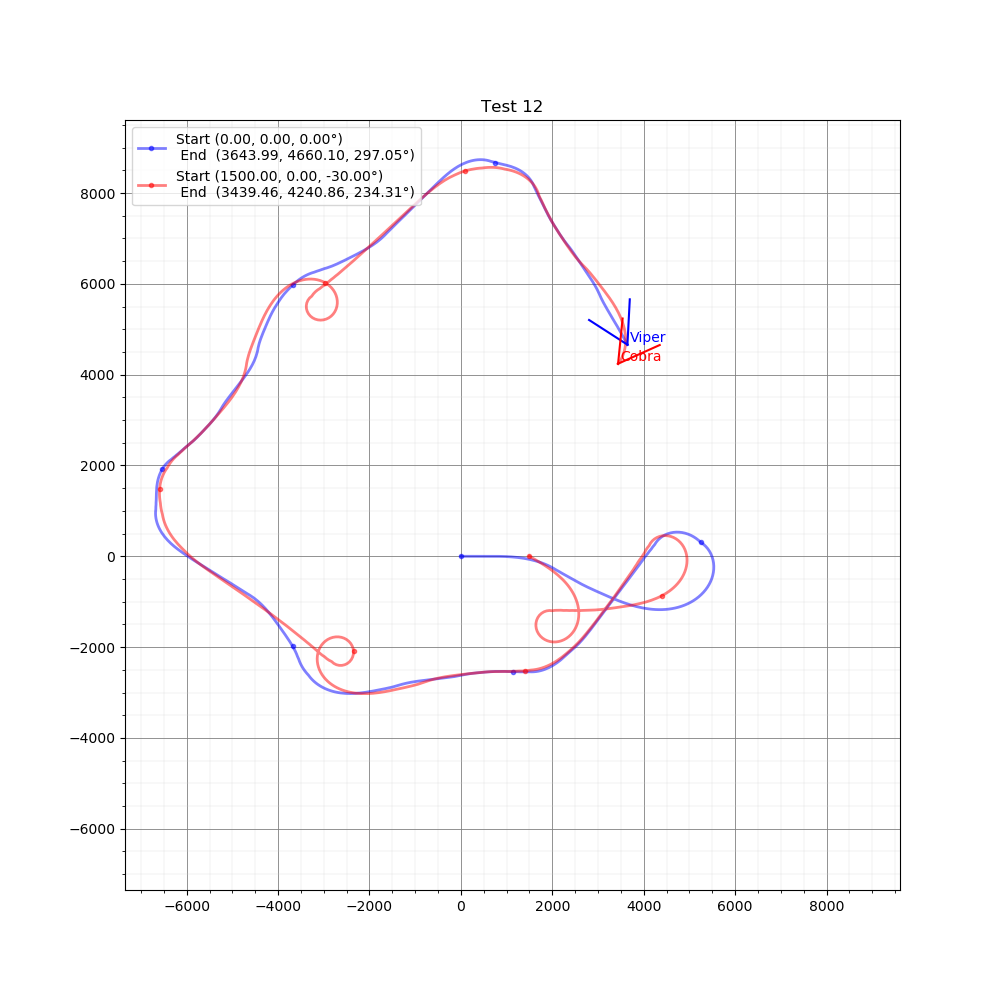 Test 12
Start (0.00, 0.00, 0.00°)
End (3643.99, 4660.10, 297.05°)
Start (1500.00, 0.00, -30.00°)
End (3439.46, 4240.86, 234.31°)
8000
6000
4000
2000
0
−2000
−4000
−6000
Viper
Cobra
−6000 −4000 −2000 0 2000 4000 6000 8000